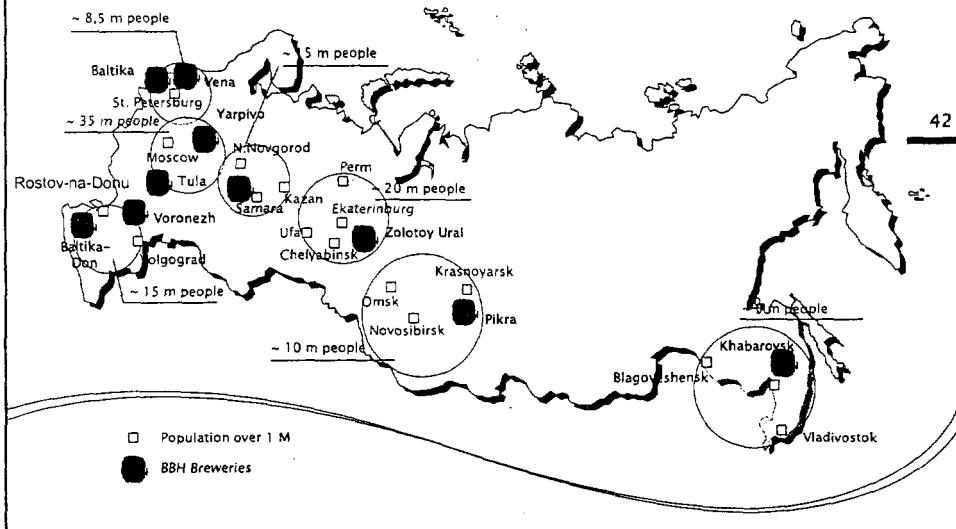 ~ 8,5 m people
~ 15 m people
Baltika
Vena
St. Petersburg
Yarpivo
~ 35 m people
42
Moscow
N.Novgorod
Perm
Rostov-na-Donu
Tula
~ 20 m people
Samara
Kazan
Ekaterinburg
Voronezh
Ufa
Zolotoy Ural
Baltika-
Don
Volgograd
Chelyabinsk
Krasnoyarsk
~ 15 m people
Omsk
m people
Novosibirsk
Pikra
~ 10 m people
Khabarovsk
Blagoveshensk
Vladivostok
Population over 1 M
BBH Breweries